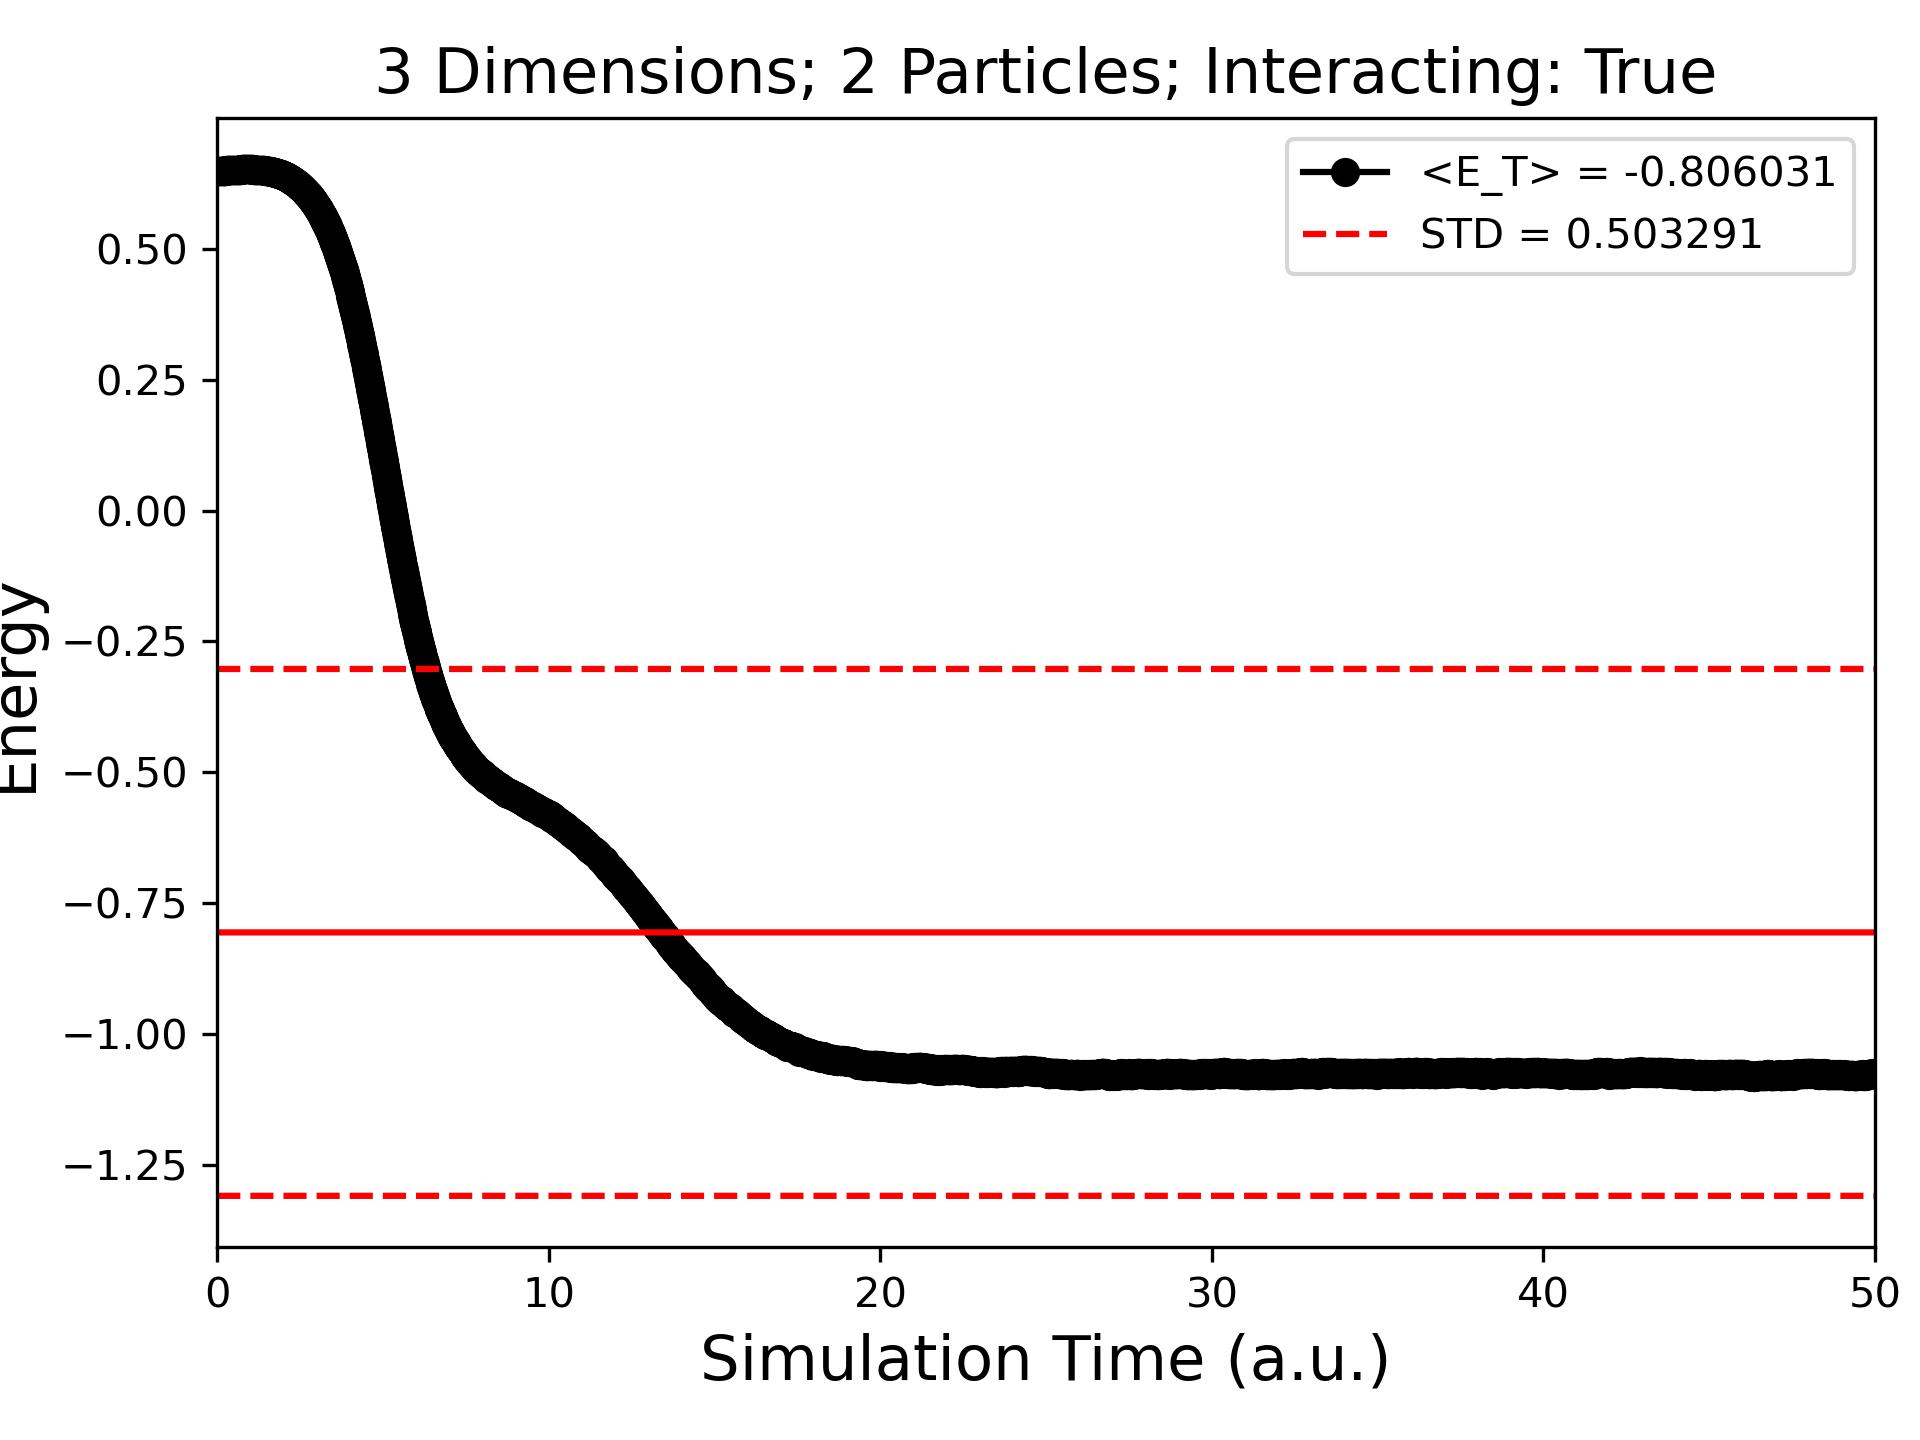 3 Dimensions; 2 Particles; Interacting: True
<E_T> = -0.806031
STD = 0.503291
Energy
0.50
0.25
0.00
−0.25
−0.50
−0.75
−1.00
−1.25
0 10 20 30 40 50
Simulation Time (a.u.)